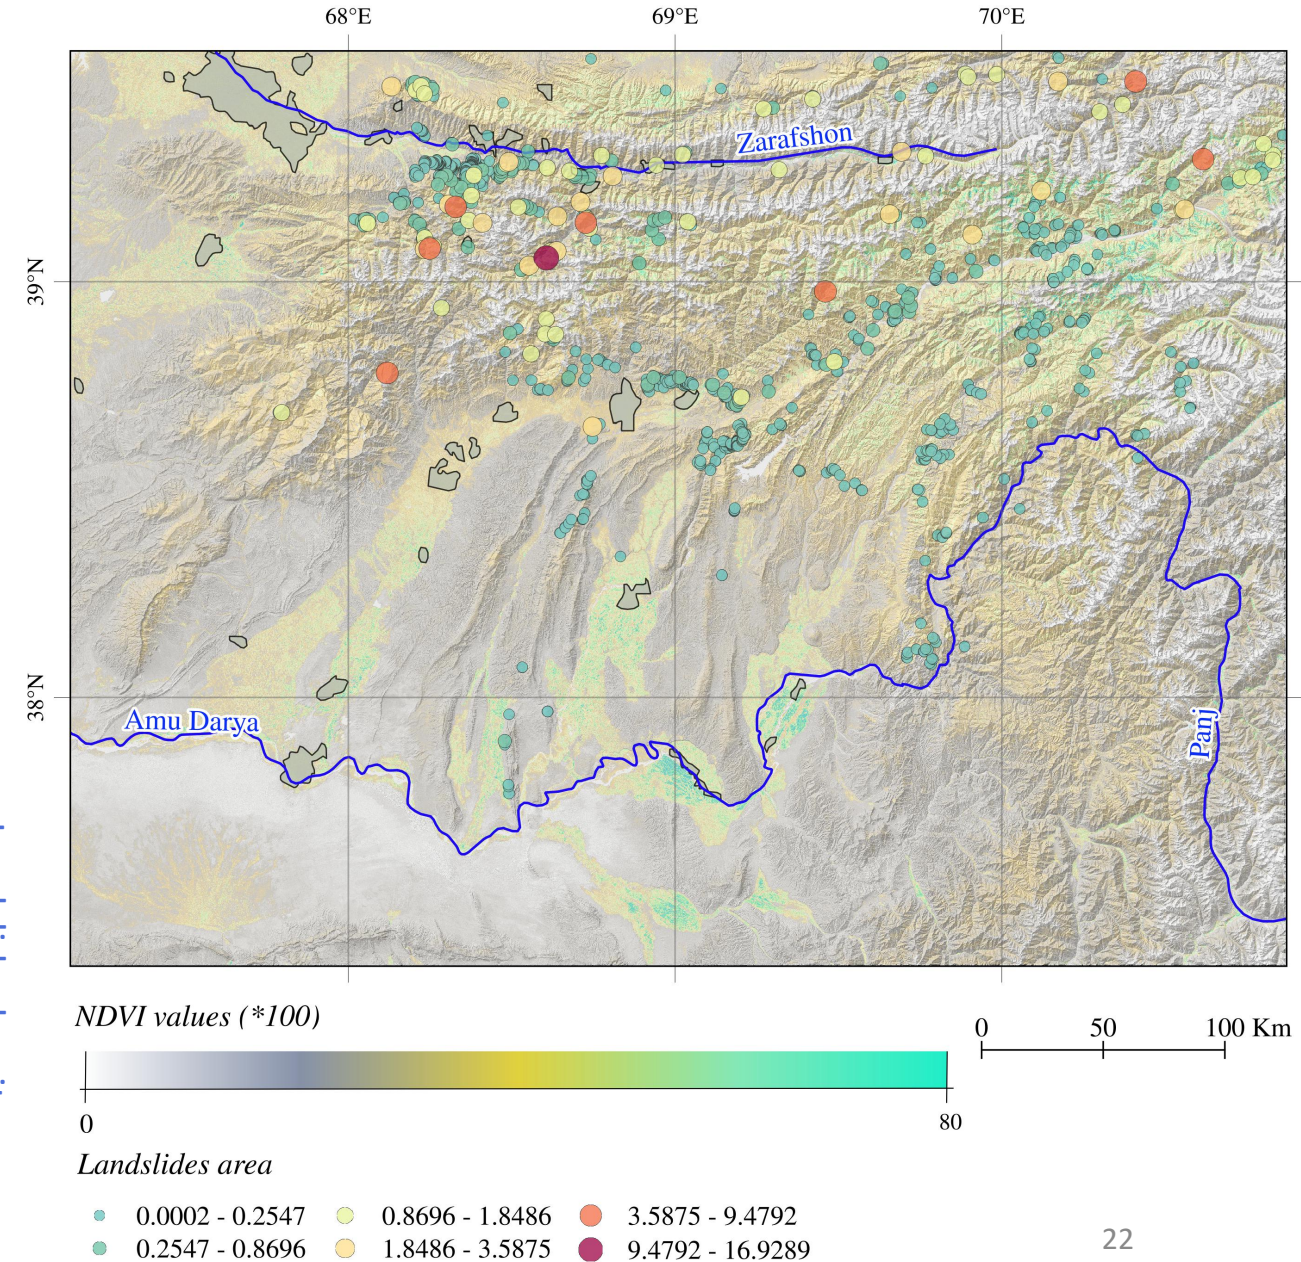 68°E 69°E 70°E
Zarafshon
39°N
38°N
Amu Darya
Panj
NDVI values (*100)
0 50 100 Km
0 80
Landslides area
0.0002 - 0.2547 0.8696 - 1.8486 3.5875 - 9.4792
0.2547 - 0.8696 1.8486 - 3.5875 9.4792 - 16.9289
22